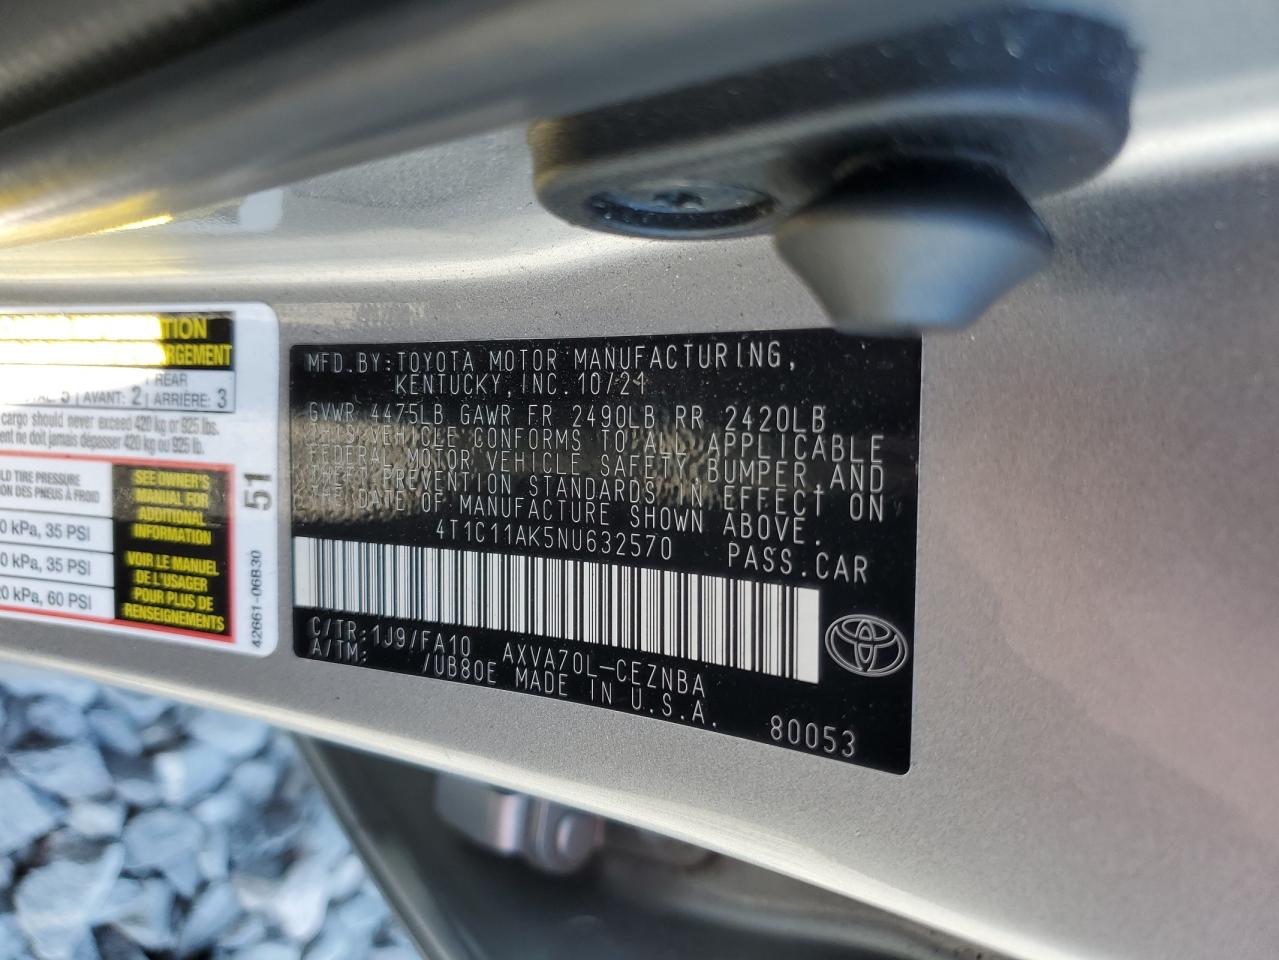 MFD.BY:TOYOTA MOTOR MANUFACTURING,
KENTUCKY, INC. 10/24
GVWR 4475LB GAWR FR 2490LB RR 2420LB
THIS VEHICLE CONFORMS TO ALL APPLICABLE
FEDERAL MOTOR VEHICLE SAFETY, BUMPER, AND
THEFT PREVENTION STANDARDS IN EFFECT ON
THE DATE OF MANUFACTURE SHOWN ABOVE.
4T1C11AK5NU632570 PASS.CAR
C/TR:1J9/FA10 AXVA70L-CEZNBA
A/TM: /UB80E MADE IN U.S.A.
80053
REAR
5 AVANT: 2 ARRIÈRE: 3
cargo should never exceed 420 kg or 925 lbs.
ne doit jamais dépasser 420 kg ou 925 lb.
TIRE PRESSURE
DES PNEUS À FROID
kPa, 35 PSI
kPa, 35 PSI
kPa, 60 PSI
SEE OWNER'S
MANUAL FOR
ADDITIONAL
INFORMATION
VOIR LE MANUEL
DE L'USAGER
POUR PLUS DE
RENSEIGNEMENTS
51
42661-06B30